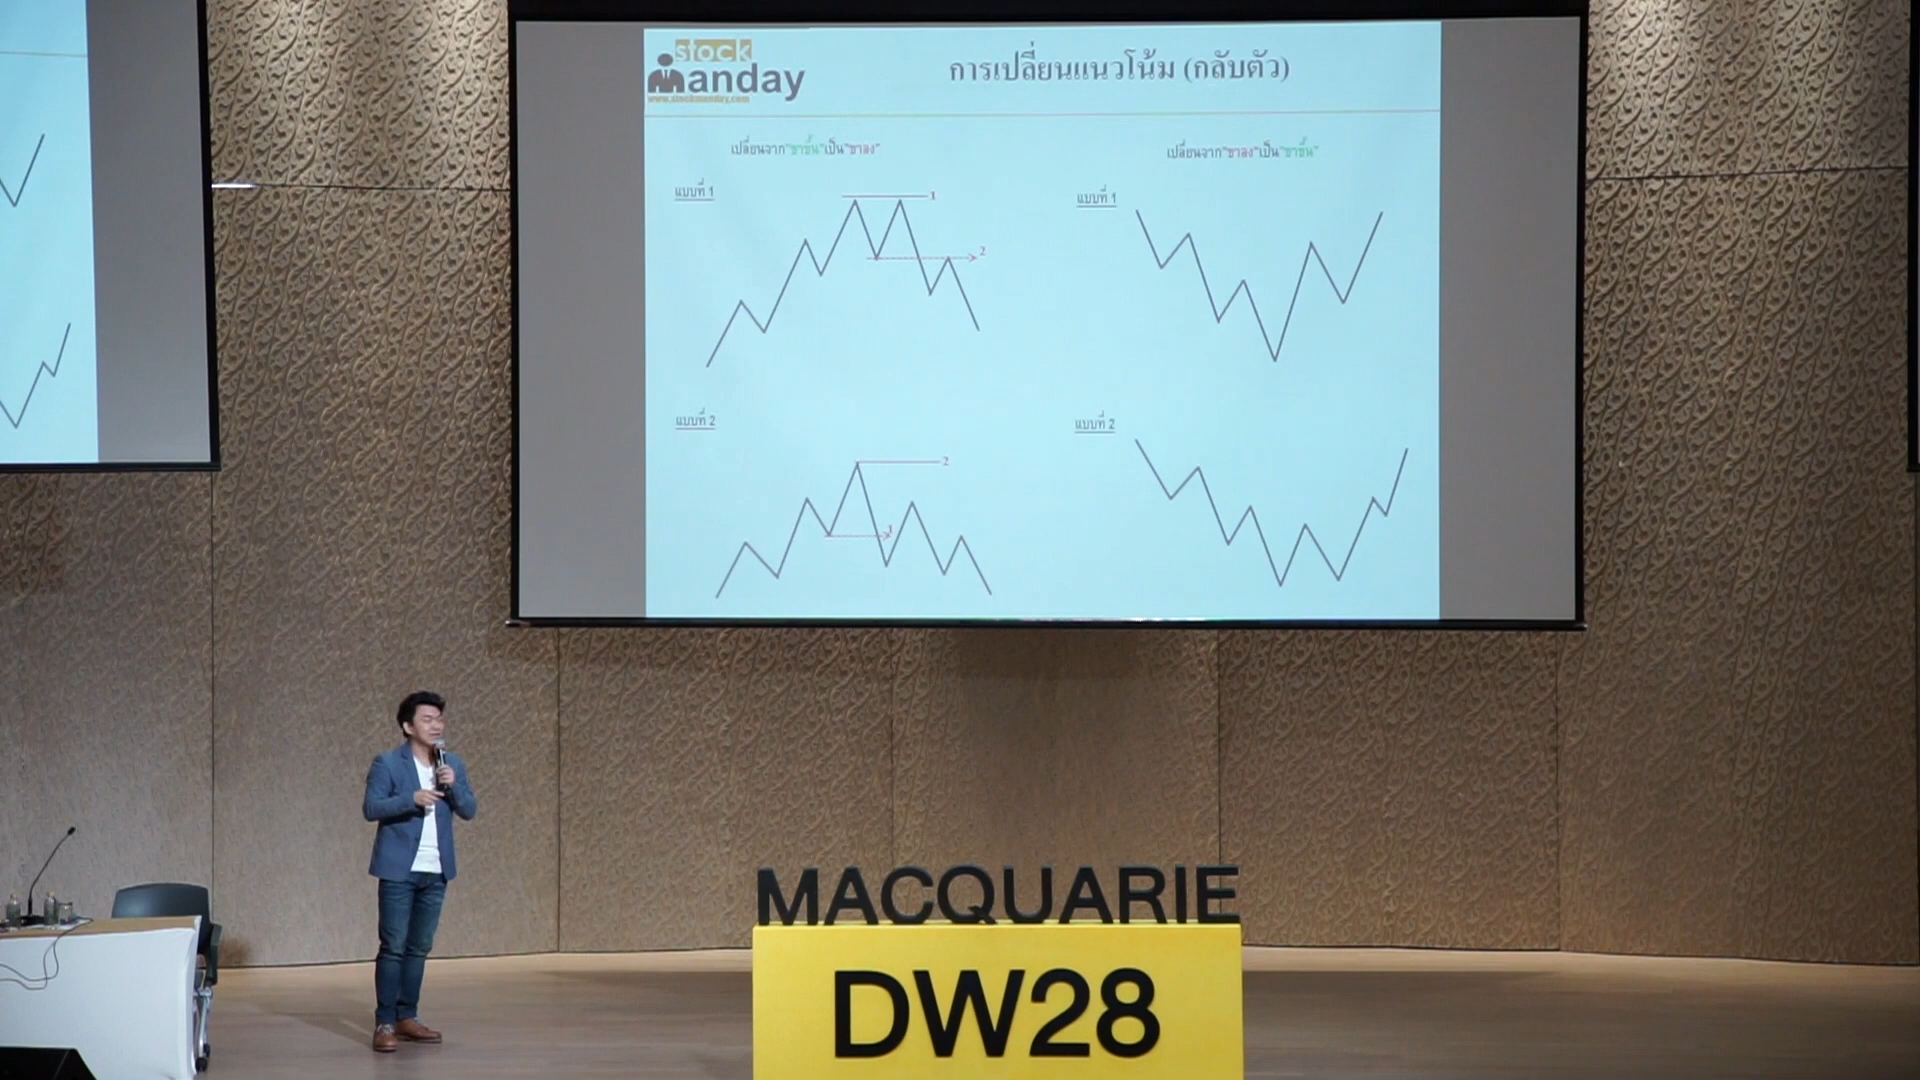 stock
manday
www.stockmanday.com
การเปลี่ยนแนวโน้ม (กลับตัว)
เปลี่ยนจาก"ขาขึ้น"เป็น"ขาลง"
เปลี่ยนจาก"ขาลง"เป็น"ขาขึ้น"
แบบที่ 1
1
2
แบบที่ 1
แบบที่ 2
2
1
แบบที่ 2
MACQUARIE
DW28